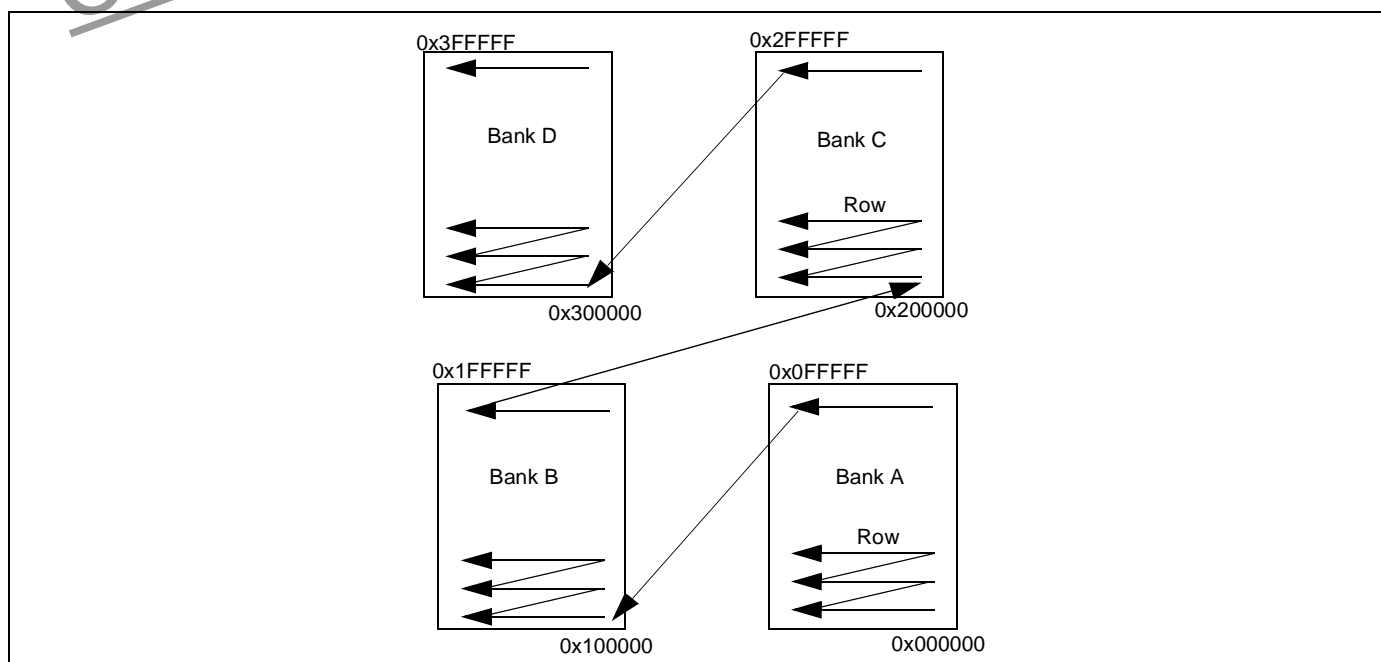 0x3FFFFF
0x2FFFFF
Bank D
Bank C
Row
0x300000
0x200000
0x1FFFFF
0x0FFFFF
Bank B
Bank A
Row
0x100000
0x000000